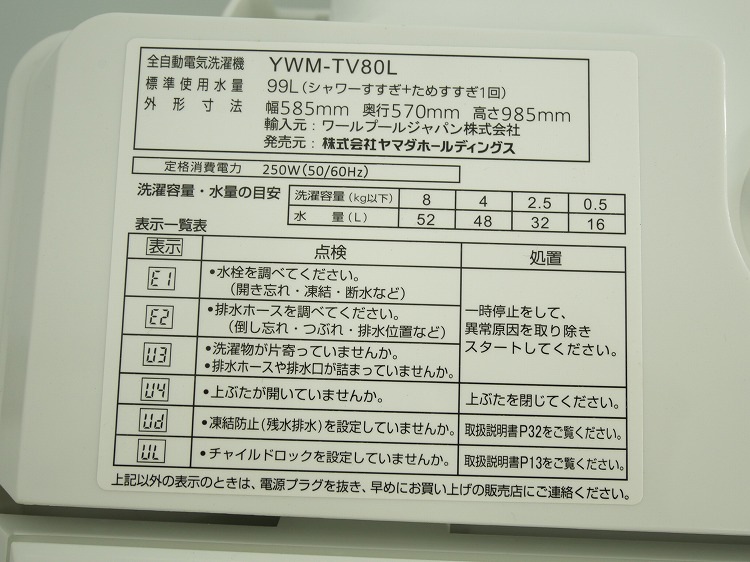 全自動電気洗濯機 YWM-TV80L
標準使用水量 99L(シャワーすすぎ+ためすすぎ1回)
外形寸法 幅585mm 奥行570mm 高さ985mm
輸入元：ワールプールジャパン株式会社
発売元：株式会社ヤマダホールディングス
定格消費電力 250W(50/60Hz)
洗濯容量・水量の目安 洗濯容量(kg以下) 8 4 2.5 0.5
水量(L) 52 48 32 16
表示一覧表
表示 点検 処置
E1 •水栓を調べてください。
(開き忘れ・凍結・断水など)
E2 •排水ホースを調べてください。
(倒し忘れ・つぶれ・排水位置など)
U3 •洗濯物が片寄っていませんか。
•排水ホースや排水口が詰まっていませんか。
一時停止をして、
異常原因を取り除き
スタートしてください。
U4 •上ぶたが開いていませんか。 上ぶたを閉じてください。
Ud •凍結防止(残水排水)を設定していますか。 取扱説明書P32をご覧ください。
UL •チャイルドロックを設定していますか。 取扱説明書P13をご覧ください。
上記以外の表示のときは、電源プラグを抜き、早めにお買い上げの販売店にご連絡ください。